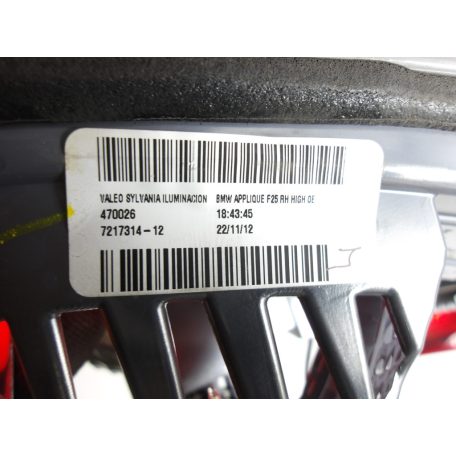 VALEO SYLVANIA ILUMINACION BMW APPLIQUE F25 RH HIGH OE
470026 18:43:45
7217314-12 22/11/12